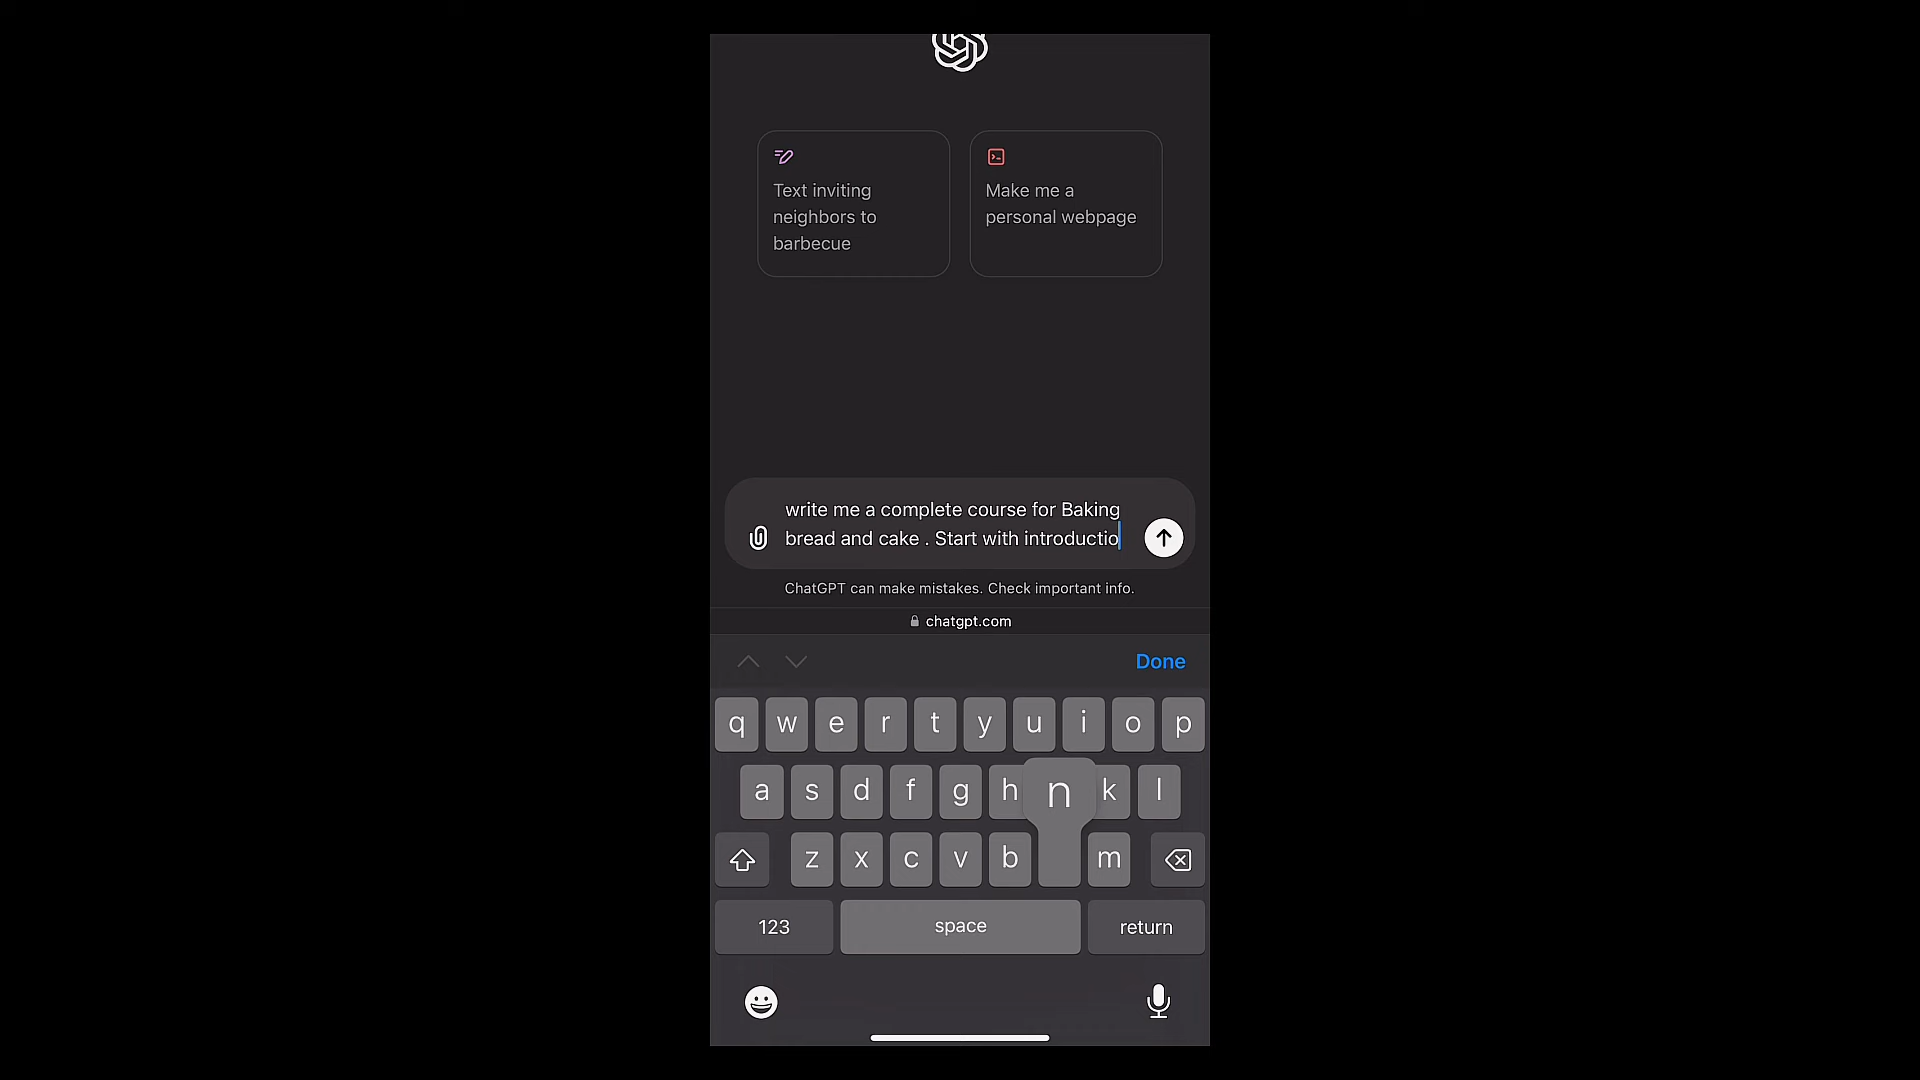 Text inviting
neighbors to
barbecue
Make me a
personal webpage
write me a complete course for Baking
bread and cake . Start with introductio
ChatGPT can make mistakes. Check important info.
chatgpt.com
Done
q w e r t y u i o p
a s d f g h n k l
z x c v b m
123 space return